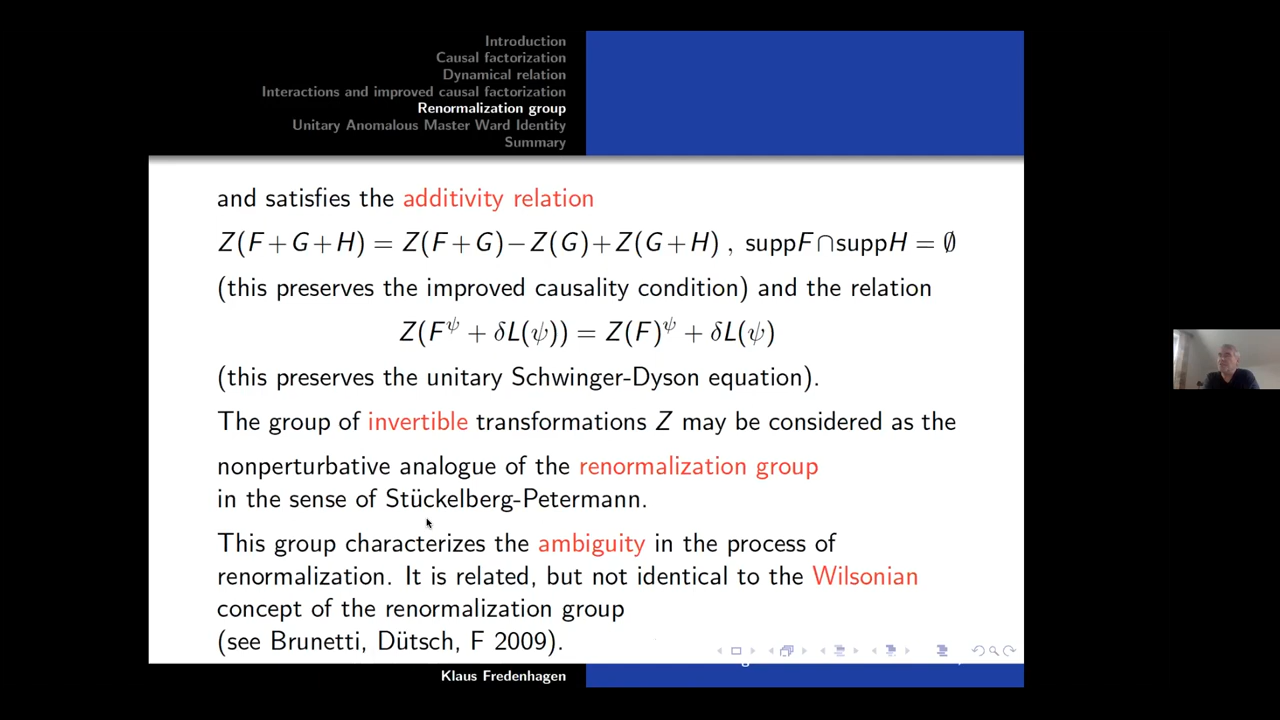 Introduction
Causal factorization
Dynamical relation
Interactions and improved causal factorization
Renormalization group
Unitary Anomalous Master Ward Identity
Summary
and satisfies the additivity relation
Z(F + G + H) = Z(F + G) − Z(G) + Z(G + H) , suppF ∩ suppH = ∅
(this preserves the improved causality condition) and the relation
Z(F^ψ + δL(ψ)) = Z(F)^ψ + δL(ψ)
(this preserves the unitary Schwinger-Dyson equation).
The group of invertible transformations Z may be considered as the
nonperturbative analogue of the renormalization group
in the sense of Stückelberg-Petermann.
This group characterizes the ambiguity in the process of
renormalization. It is related, but not identical to the Wilsonian
concept of the renormalization group
(see Brunetti, Dütsch, F 2009).
Klaus Fredenhagen